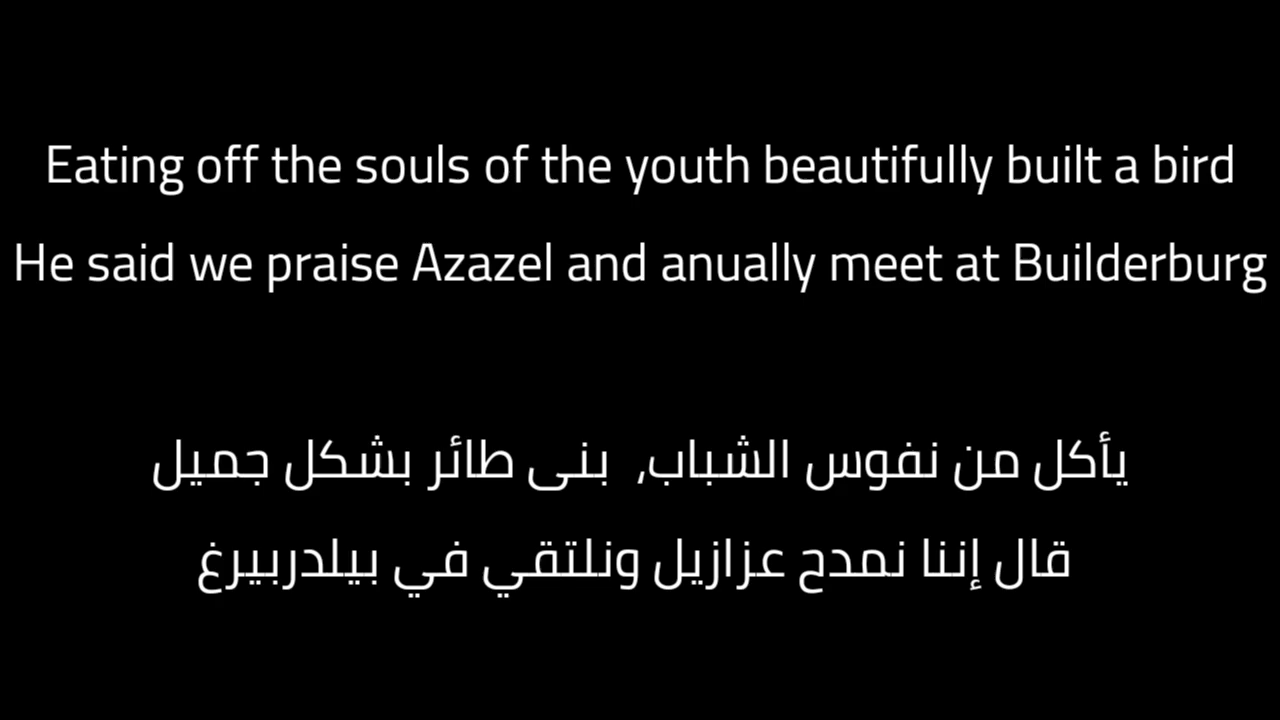 Eating off the souls of the youth beautifully built a bird
He said we praise Azazel and anually meet at Builderburg
يأكل من نفوس الشباب, بنى طائر بشكل جميل
قال إننا نمدح عزازيل ونلتقي في بيلدربيرغ